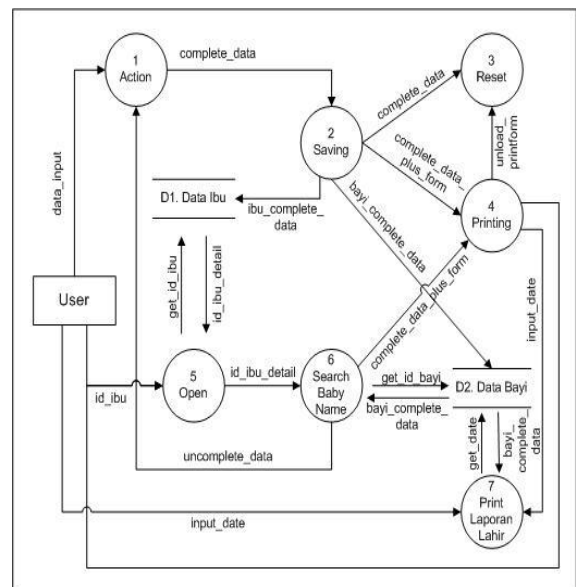 1
Action
complete_data
3
Reset
complete_data
2
Saving
complete_data_
plus_form
unload_
printform
data_input
D1. Data Ibu
ibu_complete_
data
bayi_complete_data
4
Printing
get_id_ibu
id_ibu_detail
complete_data_plus_form
input_date
User
id_ibu
5
Open
id_ibu_detail
6
Search
Baby
Name
get_id_bayi
bayi_complete_
data
D2. Data Bayi
uncomplete_data
get_date
bayi_
complete_
data
input_date
7
Print
Laporan
Lahir